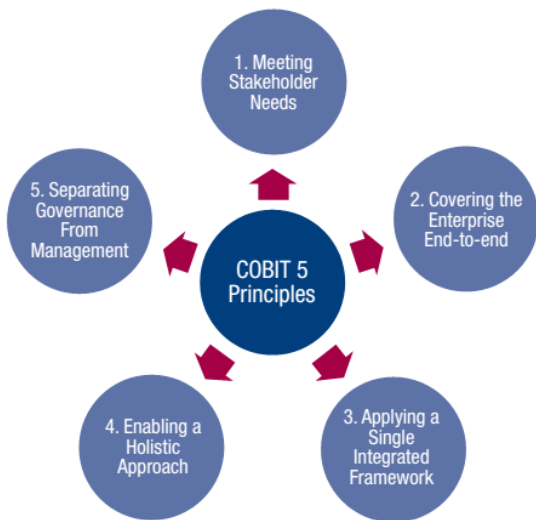 1. Meeting
Stakeholder
Needs
5. Separating
Governance
From
Management
2. Covering the
Enterprise
End-to-end
COBIT 5
Principles
4. Enabling a
Holistic
Approach
3. Applying a
Single
Integrated
Framework